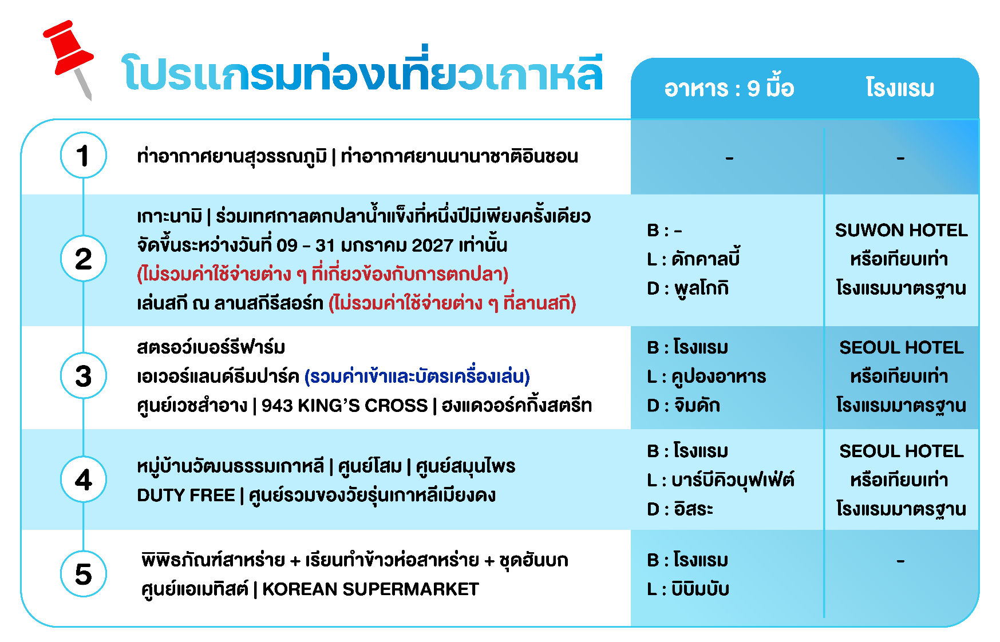 โปรแกรมท่องเที่ยวเกาหลี
อาหาร : 9 มื้อ
โรงแรม
1
ท่าอากาศยานสุวรรณภูมิ | ท่าอากาศยานนานาชาติอินชอน
-
-
2
เกาะนามิ | ร่วมเทศกาลตกปลาน้ำแข็งที่หนึ่งปีมีเพียงครั้งเดียว
จัดขึ้นระหว่างวันที่ 09 - 31 มกราคม 2027 เท่านั้น
(ไม่รวมค่าใช้จ่ายต่าง ๆ ที่เกี่ยวข้องกับการตกปลา)
เล่นสกี ณ ลานสกีรีสอร์ท (ไม่รวมค่าใช้จ่ายต่าง ๆ ที่ลานสกี)
B : -
L : ดักคาลบี้
D : พูลโกกิ
SUWON HOTEL
หรือเทียบเท่า
โรงแรมมาตรฐาน
3
สตรอว์เบอร์รีฟาร์ม
เอเวอร์แลนด์ธีมปาร์ค (รวมค่าเข้าและบัตรเครื่องเล่น)
ศูนย์เวชสำอาง | 943 KING'S CROSS | ฮงแดวอร์คกิ้งสตรีท
B : โรงแรม
L : คูปองอาหาร
D : จิมดัก
SEOUL HOTEL
หรือเทียบเท่า
โรงแรมมาตรฐาน
4
หมู่บ้านวัฒนธรรมเกาหลี | ศูนย์โสม | ศูนย์สมุนไพร
DUTY FREE | ศูนย์รวมของวัยรุ่นเกาหลีเมียงดง
B : โรงแรม
L : บาร์บีคิวบุฟเฟ่ต์
D : อิสระ
SEOUL HOTEL
หรือเทียบเท่า
โรงแรมมาตรฐาน
5
พิพิธภัณฑ์สาหร่าย + เรียนทำข้าวห่อสาหร่าย + ชุดฮันบก
ศูนย์แอเมทิสต์ | KOREAN SUPERMARKET
B : โรงแรม
L : บิบิมบับ
-